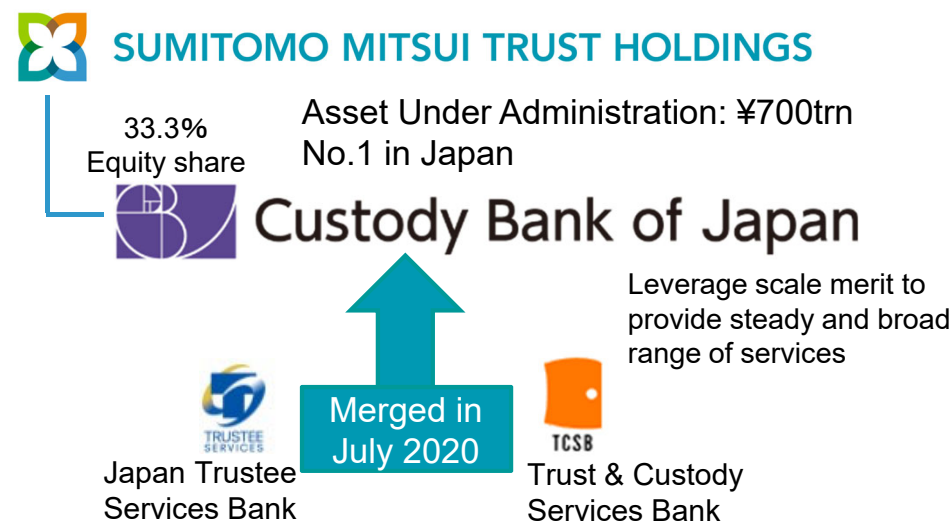 SUMITOMO MITSUI TRUST HOLDINGS
33.3%
Equity share
Asset Under Administration: ¥700trn
No.1 in Japan
Custody Bank of Japan
Leverage scale merit to
provide steady and broad
range of services
Merged in
July 2020
TRUSTEE
SERVICES
Japan Trustee
Services Bank
TCSB
Trust & Custody
Services Bank